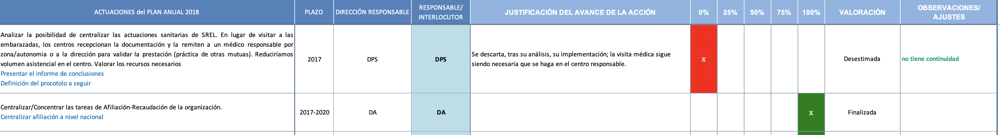 ACTUACIONES del PLAN ANUAL 2018
PLAZO
DIRECCIÓN RESPONSABLE
RESPONSABLE/
INTERLOCUTOR
JUSTIFICACIÓN DEL AVANCE DE LA ACCIÓN
0%
25%
50%
75%
100%
VALORACIÓN
OBSERVACIONES/
AJUSTES
Analizar la posibilidad de centralizar las actuaciones sanitarias de SREL. En lugar de visitar a las
embarazadas, los centros recepcionan la documentación y la remiten a un médico responsable por
zona/autonomia o a la dirección para validar la prestación (práctica de otras mutuas). Reduciríamos
volumen asistencial en el centro. Valorar los recursos necesarios
Presentar el informe de conclusiones
Definición del procotolo a seguir
2017
DPS
DPS
Se descarta, tras su análisis, su implementación; la visita médica sigue
siendo necesaria que se haga en el centro responsable.
x
Desestimada
no tiene continuidad
Centralizar/Concentrar las tareas de Afiliación-Recaudación de la organización.
Centralizar afiliación a nivel nacional
2017-2020
DA
DA
x
Finalizada